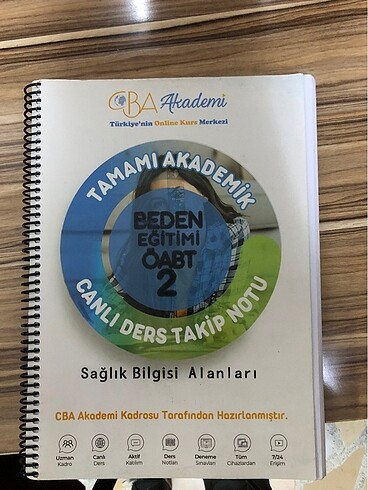 CBA Akademi
Türkiye'nin Online Kurs Merkezi
TAMAMI AKADEMİK
BEDEN
EĞİTİMİ
ÖABT
2
CANLI DERS TAKİP NOTU
Sağlık Bilgisi Alanları
CBA Akademi Kadrosu Tarafından Hazırlanmıştır.
Uzman Kadro
Canlı Ders
Aktif Katılım
Ders Notları
Deneme Sınavları
Tüm Cihazlardan
7/24 Erişim